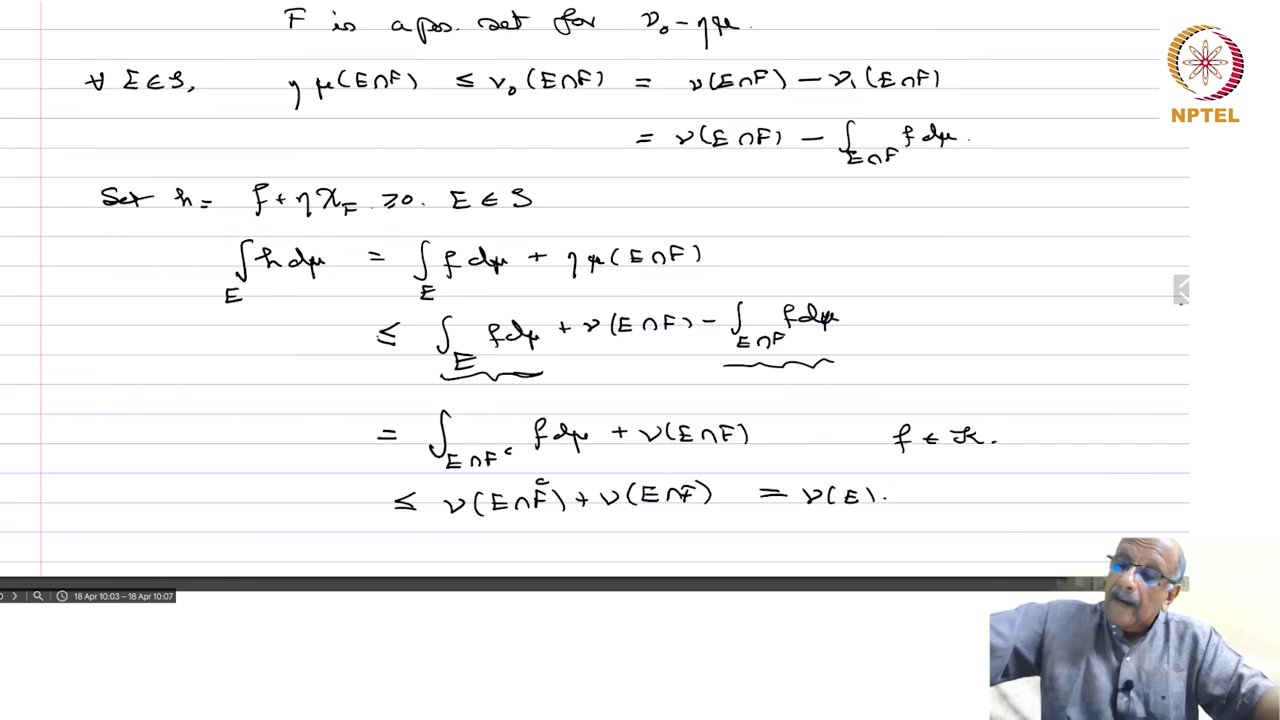 F is a pos. set for ν₀ - ημ.
∀ E ∈ S, η μ(E∩F) ≤ ν₀(E∩F) = ν(E∩F) - ν₁(E∩F)
= ν(E∩F) - ∫_{E∩F} f dμ.
Set h = f + ηχ_F ≥ 0. E ∈ S
∫_E h dμ = ∫_E f dμ + η μ(E∩F)
≤ ∫_E f dμ + ν(E∩F) - ∫_{E∩F} f dμ
= ∫_{E∩F^c} f dμ + ν(E∩F) f ∈ K.
≤ ν(E∩F^c) + ν(E∩F) = ν(E).
NPTEL
18 Apr 10:03 – 18 Apr 10:07